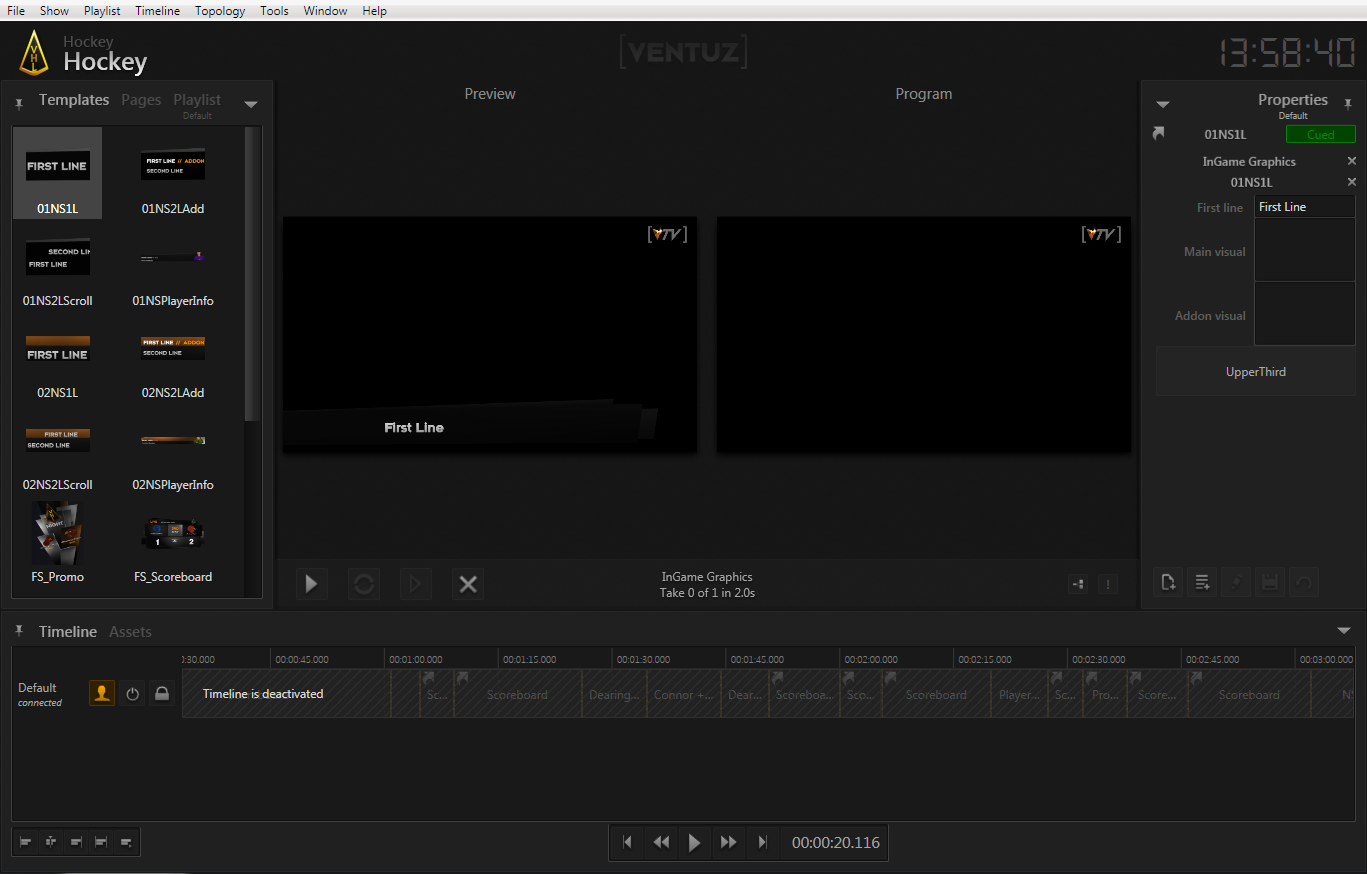 File Show Playlist Timeline Topology Tools Window Help
Hockey
Hockey
[VENTUZ]
13:58:40
Templates Pages Playlist
Default
Preview
Program
Properties
Default
FIRST LINE
FIRST LINE // ADDON
SECOND LINE
01NS1L
01NS2LAdd
SECOND LIN
FIRST LINE
01NS2LScroll
01NSPlayerInfo
FIRST LINE
FIRST LINE // ADDON
SECOND LINE
02NS1L
02NS2LAdd
FIRST LINE
SECOND LINE
02NS2LScroll
02NSPlayerInfo
1 2
FS_Promo
FS_Scoreboard
[VTV]
First Line
[VTV]
InGame Graphics
Take 0 of 1 in 2.0s
01NS1L
Cued
InGame Graphics
01NS1L
First line
First Line
Main visual
Addon visual
UpperThird
Timeline Assets
0:30.000 00:00:45.000 00:01:00.000 00:01:15.000 00:01:30.000 00:01:45.000 00:02:00.000 00:02:15.000 00:02:30.000 00:02:45.000 00:03:00.000
Default
connected
Timeline is deactivated
Sc... Scoreboard Dearing... Connor +... Dear... Scoreboa... Sco... Scoreboard Player... Sc... Pro... Score... Scoreboard NS
00:00:20.116